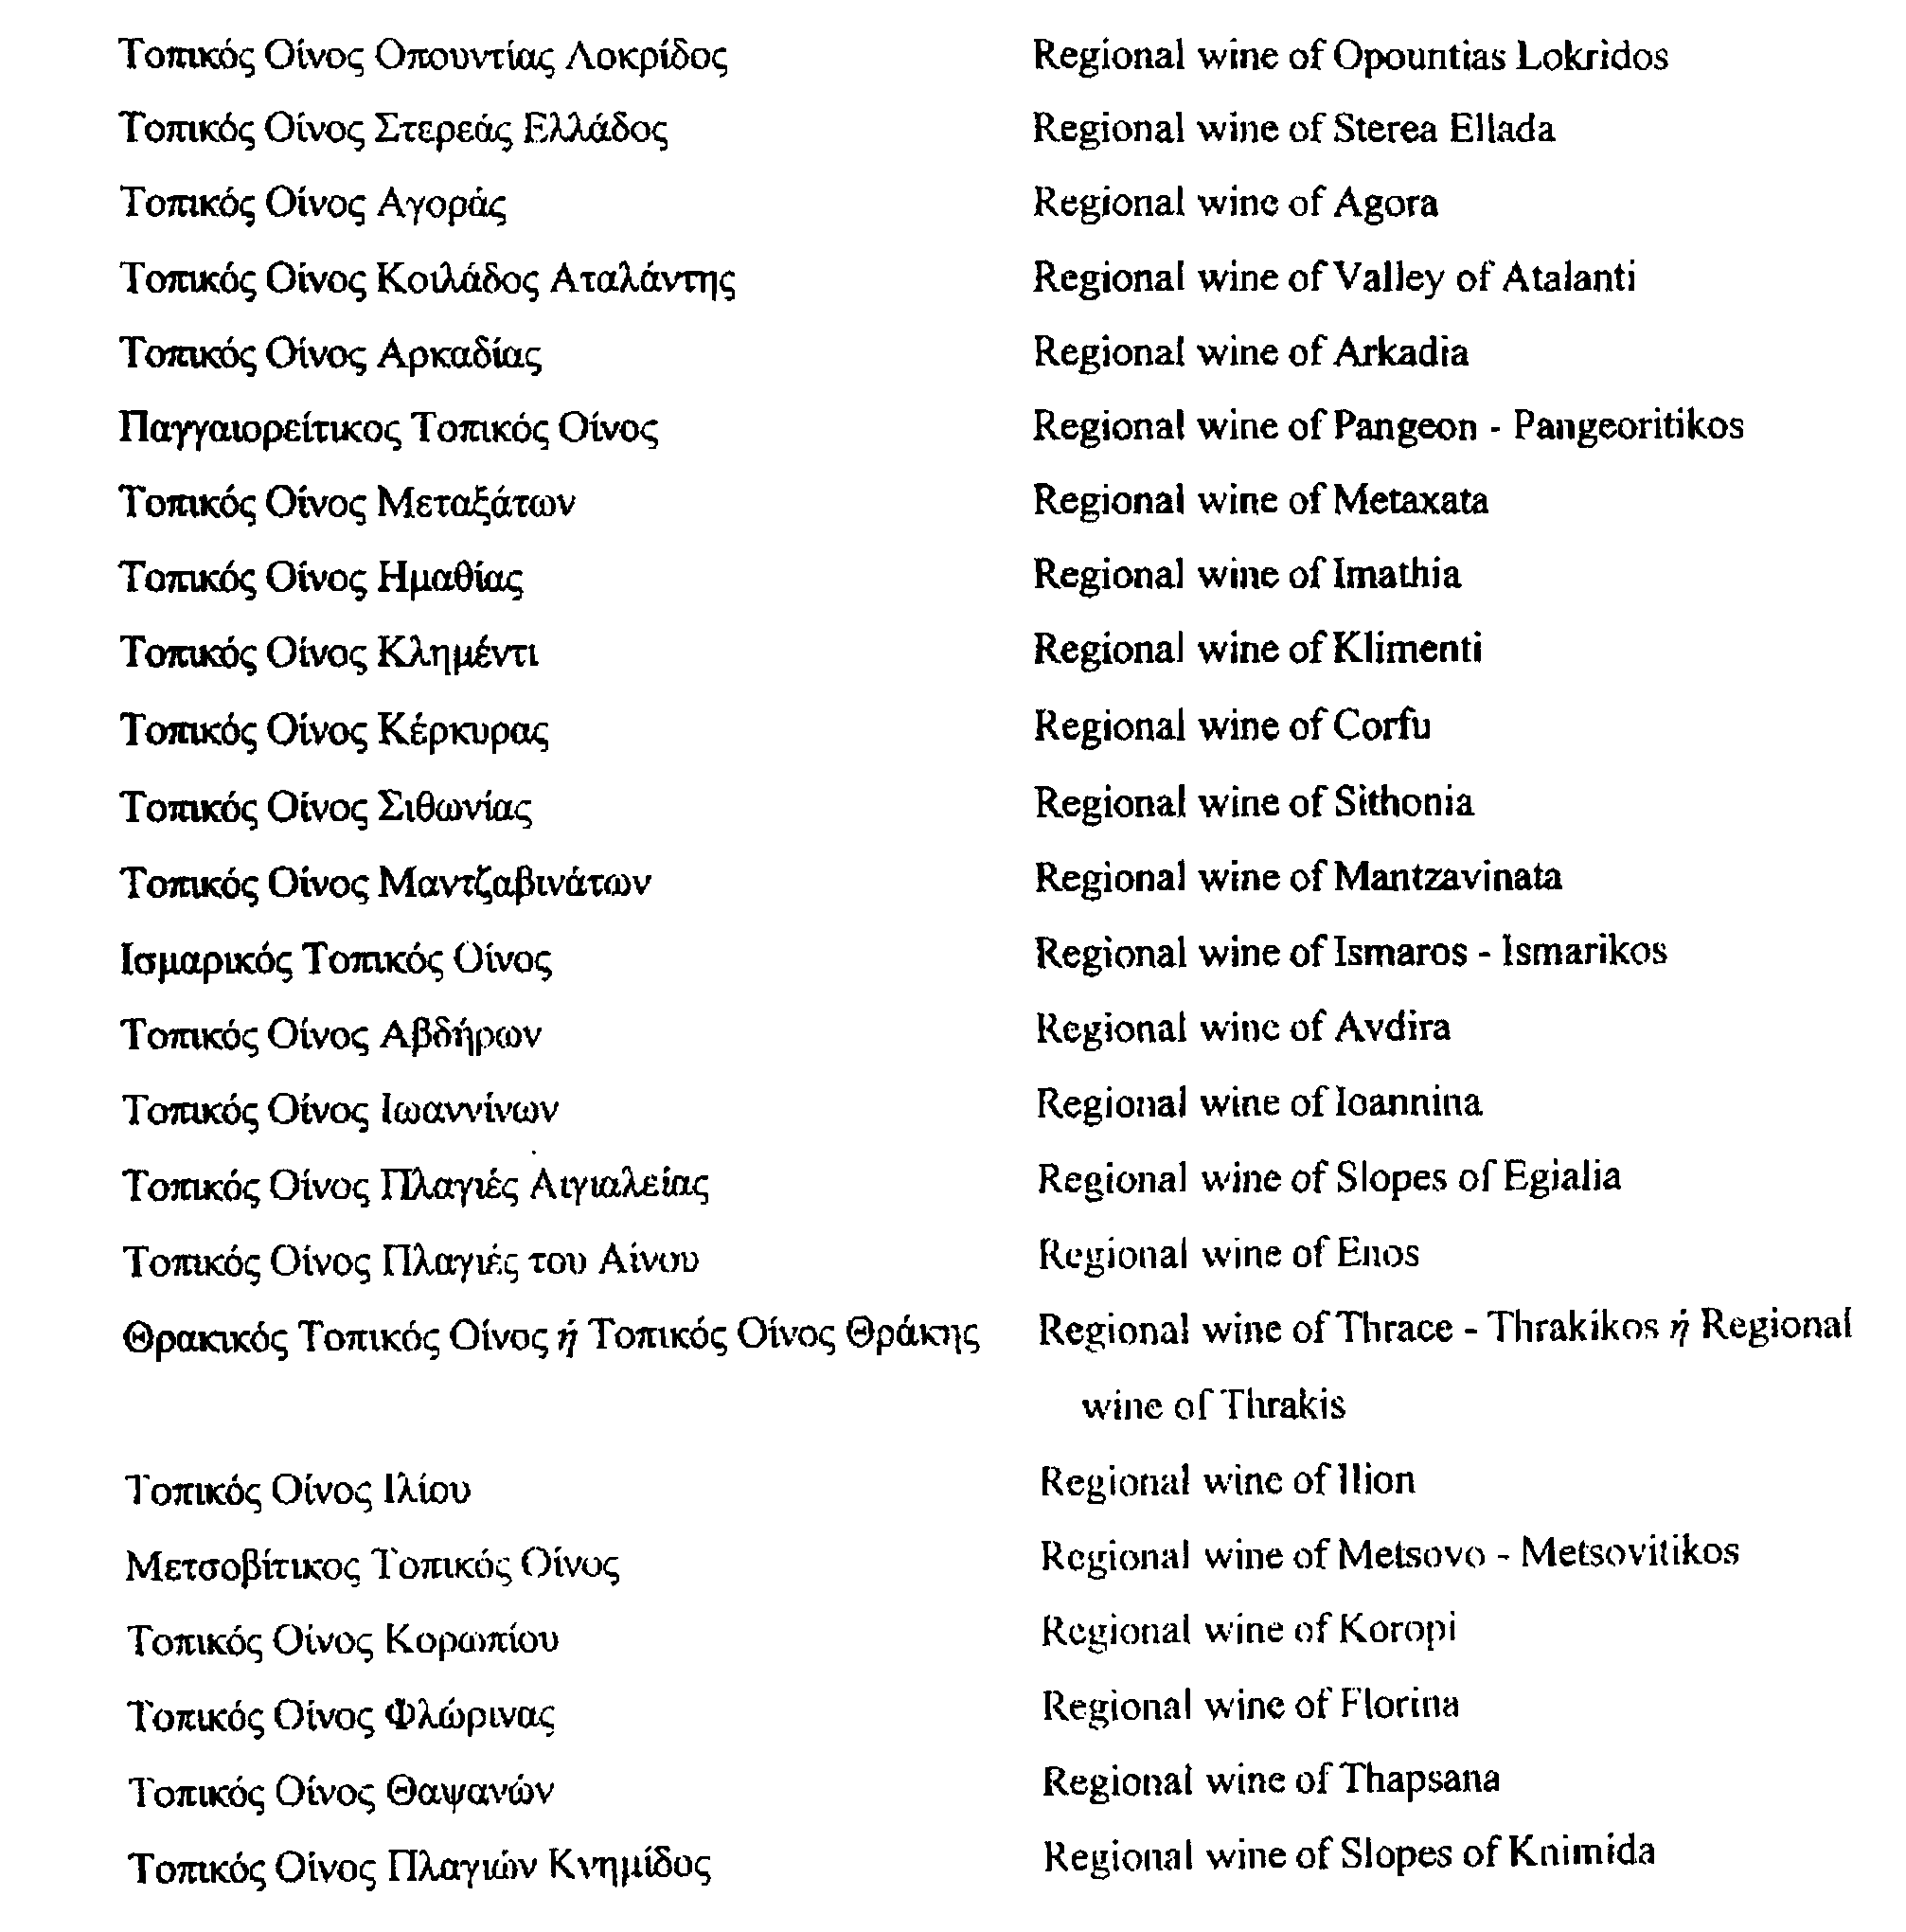 Τοπικός Οίνος Οπουντίας Λοκρίδος Regional wine of Opountias Lokridos
Τοπικός Οίνος Στερεάς Ελλάδος Regional wine of Sterea Ellada
Τοπικός Οίνος Αγοράς Regional wine of Agora
Τοπικός Οίνος Κοιλάδος Αταλάντης Regional wine of Valley of Atalanti
Τοπικός Οίνος Αρκαδίας Regional wine of Arkadia
Παγγαιορείτικος Τοπικός Οίνος Regional wine of Pangeon - Pangeoritikos
Τοπικός Οίνος Μεταξάτων Regional wine of Metaxata
Τοπικός Οίνος Ημαθίας Regional wine of Imathia
Τοπικός Οίνος Κλημέντι Regional wine of Klimenti
Τοπικός Οίνος Κέρκυρας Regional wine of Corfu
Τοπικός Οίνος Σιθωνίας Regional wine of Sithonia
Τοπικός Οίνος Μαντζαβινάτων Regional wine of Mantzavinata
Ισμαρικός Τοπικός Οίνος Regional wine of Ismaros - Ismarikos
Τοπικός Οίνος Αβδήρων Regional wine of Avdira
Τοπικός Οίνος Ιωαννίνων Regional wine of Ioannina
Τοπικός Οίνος Πλαγιές Αιγιαλείας Regional wine of Slopes of Egialia
Τοπικός Οίνος Πλαγιές του Αίνου Regional wine of Enos
Θρακικός Τοπικός Οίνος ή Τοπικός Οίνος Θράκης Regional wine of Thrace - Thrakikos ή Regional
wine of Thrakis
Τοπικός Οίνος Ιλίου Regional wine of Ilion
Μετσοβίτικος Τοπικός Οίνος Regional wine of Metsovo - Metsovitikos
Τοπικός Οίνος Κορωπίου Regional wine of Koropi
Τοπικός Οίνος Φλώρινας Regional wine of Florina
Τοπικός Οίνος Θαψανών Regional wine of Thapsana
Τοπικός Οίνος Πλαγιών Κνημίδος Regional wine of Slopes of Knimida